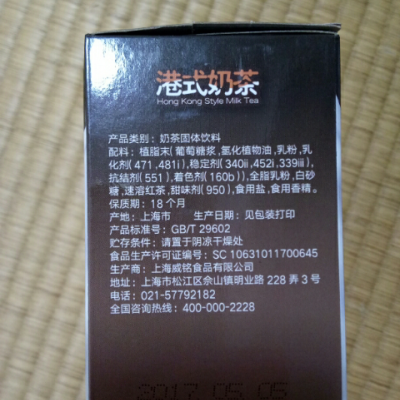 港式奶茶
Hong Kong Style Milk Tea
产品类别：奶茶固体饮料
配料：植脂末(葡萄糖浆,氢化植物油,乳粉,乳
化剂(471,481i),稳定剂(340ii,452i,339iii),
抗结剂(551),着色剂(160b)),全脂乳粉,白砂
糖,速溶红茶,甜味剂(950),食用盐,食用香精。
保质期：18个月
产地：上海市 生产日期：见包装打印
产品标准号：GB/T 29602
贮存条件：请置于阴凉干燥处
食品生产许可证编号：SC 10631011700645
生产商：上海威铭食品有限公司
地址：上海市松江区佘山镇明业路 228 弄 3 号
电话：021-57792182
全国咨询热线：400-000-2228
2017 05 05